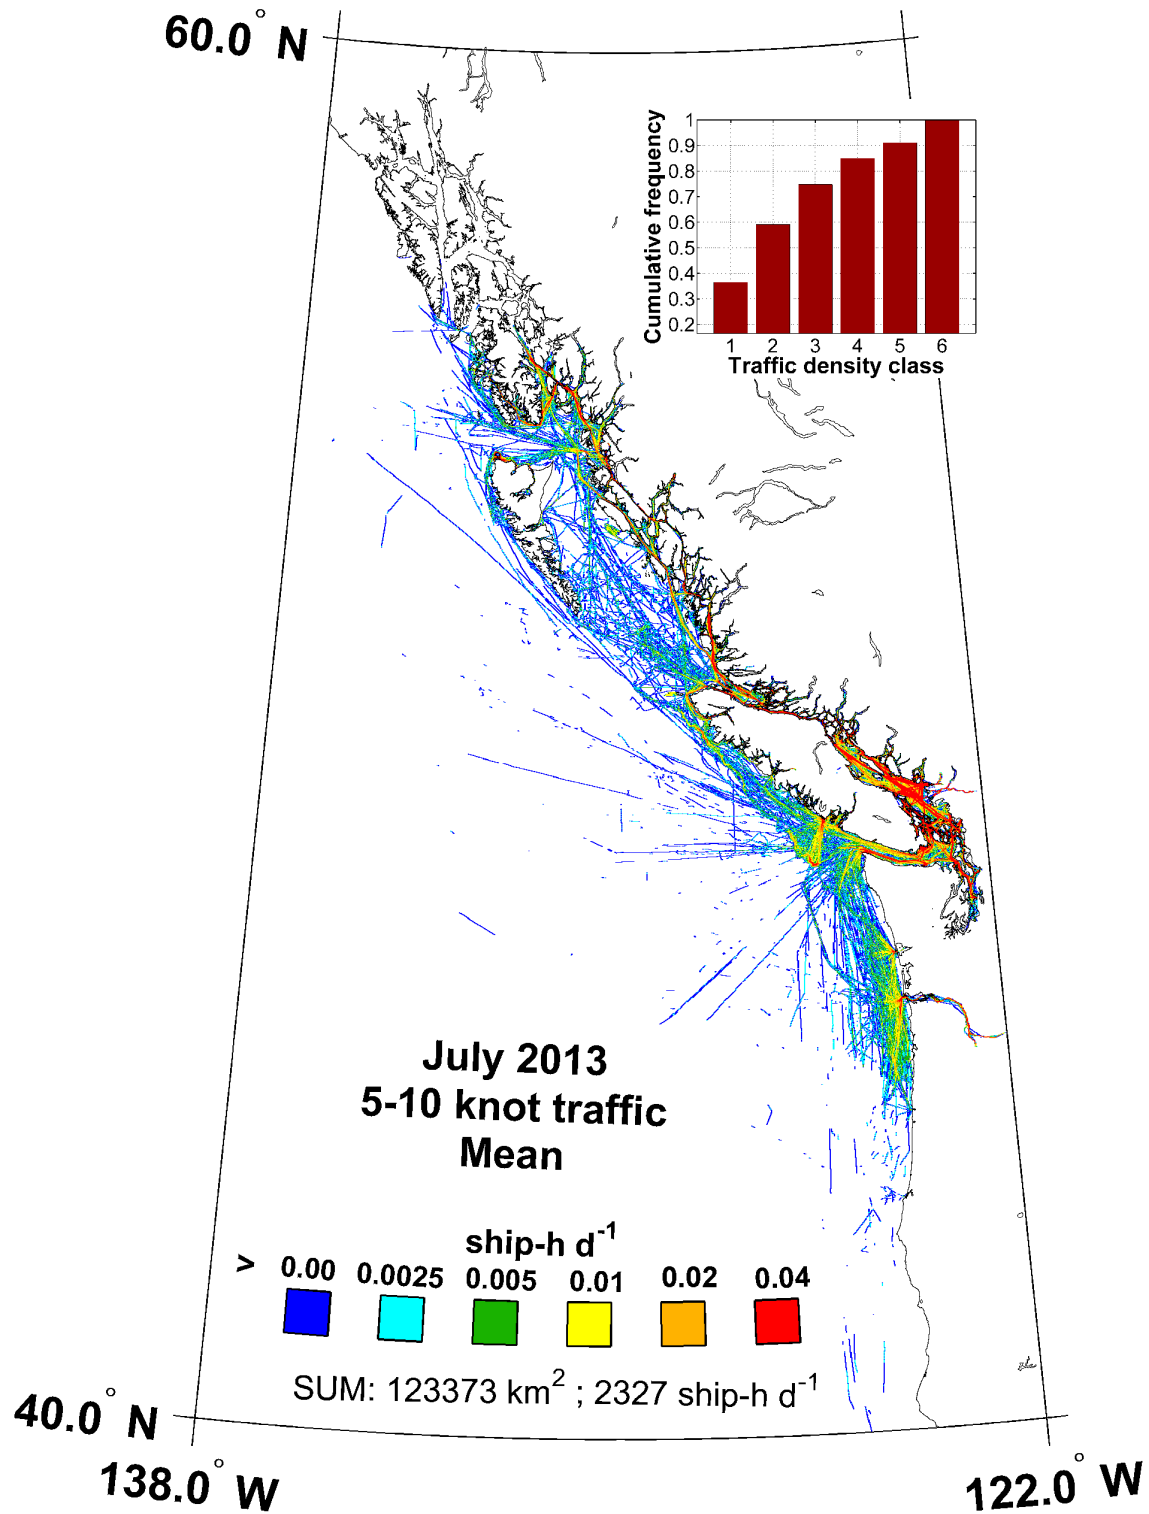 60.0° N
Cumulative frequency
1
0.9
0.8
0.7
0.6
0.5
0.4
0.3
0.2
1 2 3 4 5 6
Traffic density class
July 2013
5-10 knot traffic
Mean
ship-h d⁻¹
> 0.00 0.0025 0.005 0.01 0.02 0.04
SUM: 123373 km² ; 2327 ship-h d⁻¹
40.0° N
138.0° W
122.0° W